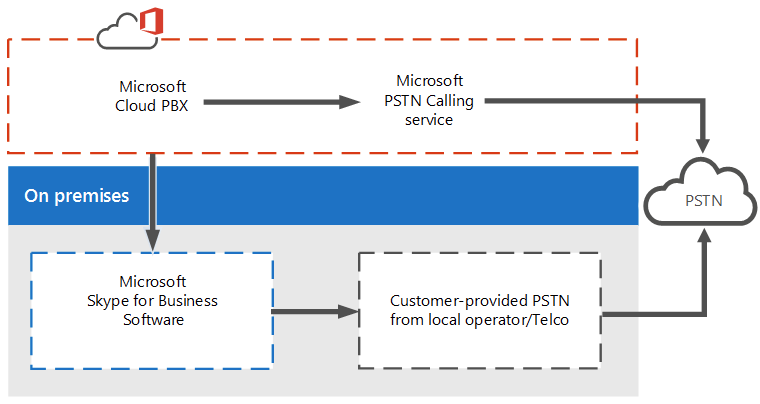 Microsoft
Cloud PBX
Microsoft
PSTN Calling
service
PSTN
On premises
Microsoft
Skype for Business
Software
Customer-provided PSTN
from local operator/Telco